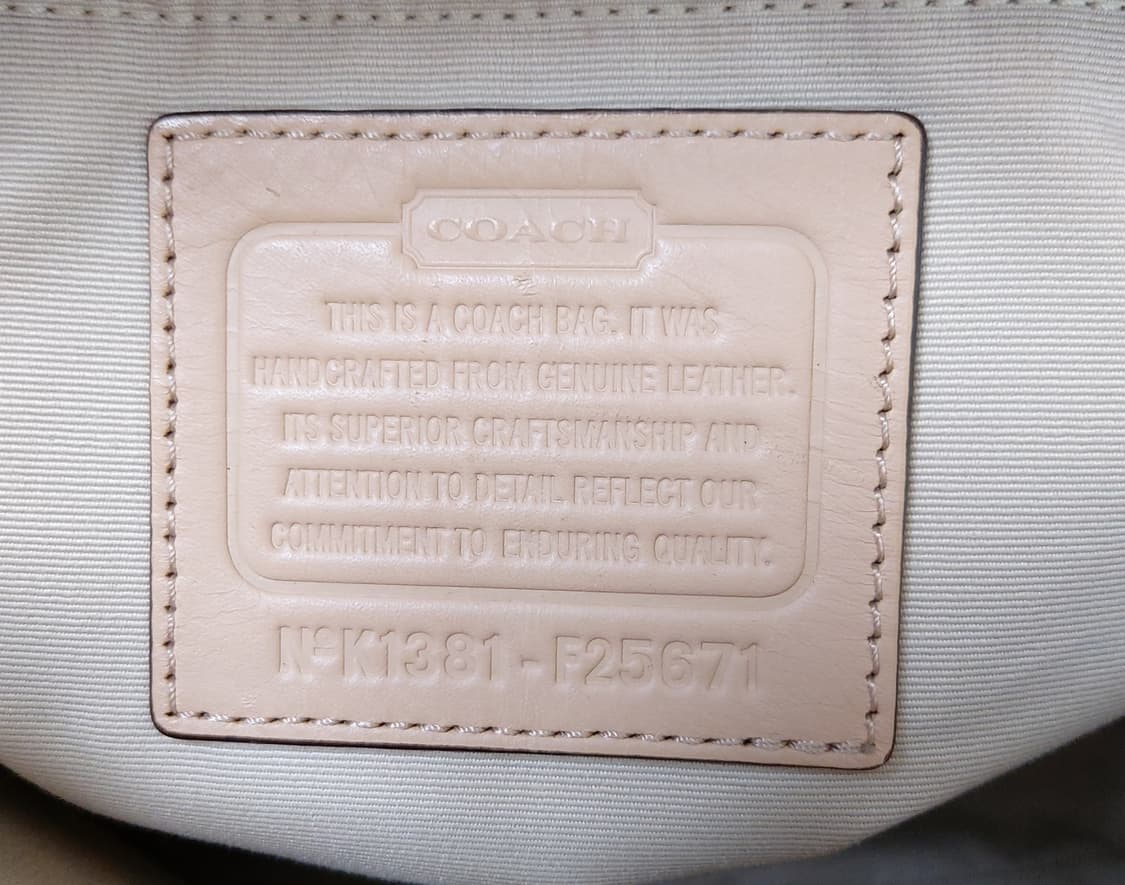 COACH
THIS IS A COACH BAG. IT WAS
HANDCRAFTED FROM GENUINE LEATHER.
ITS SUPERIOR CRAFTSMANSHIP AND
ATTENTION TO DETAIL REFLECT OUR
COMMITMENT TO ENDURING QUALITY.
Nº K1381 - F25671